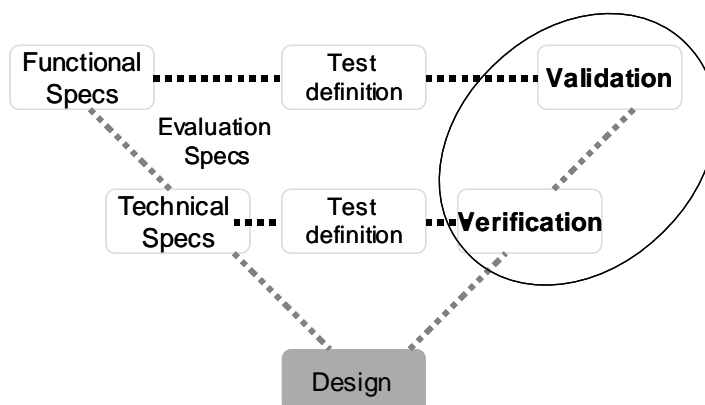 Functional
Specs
Test
definition
Validation
Evaluation
Specs
Technical
Specs
Test
definition
Verification
Design